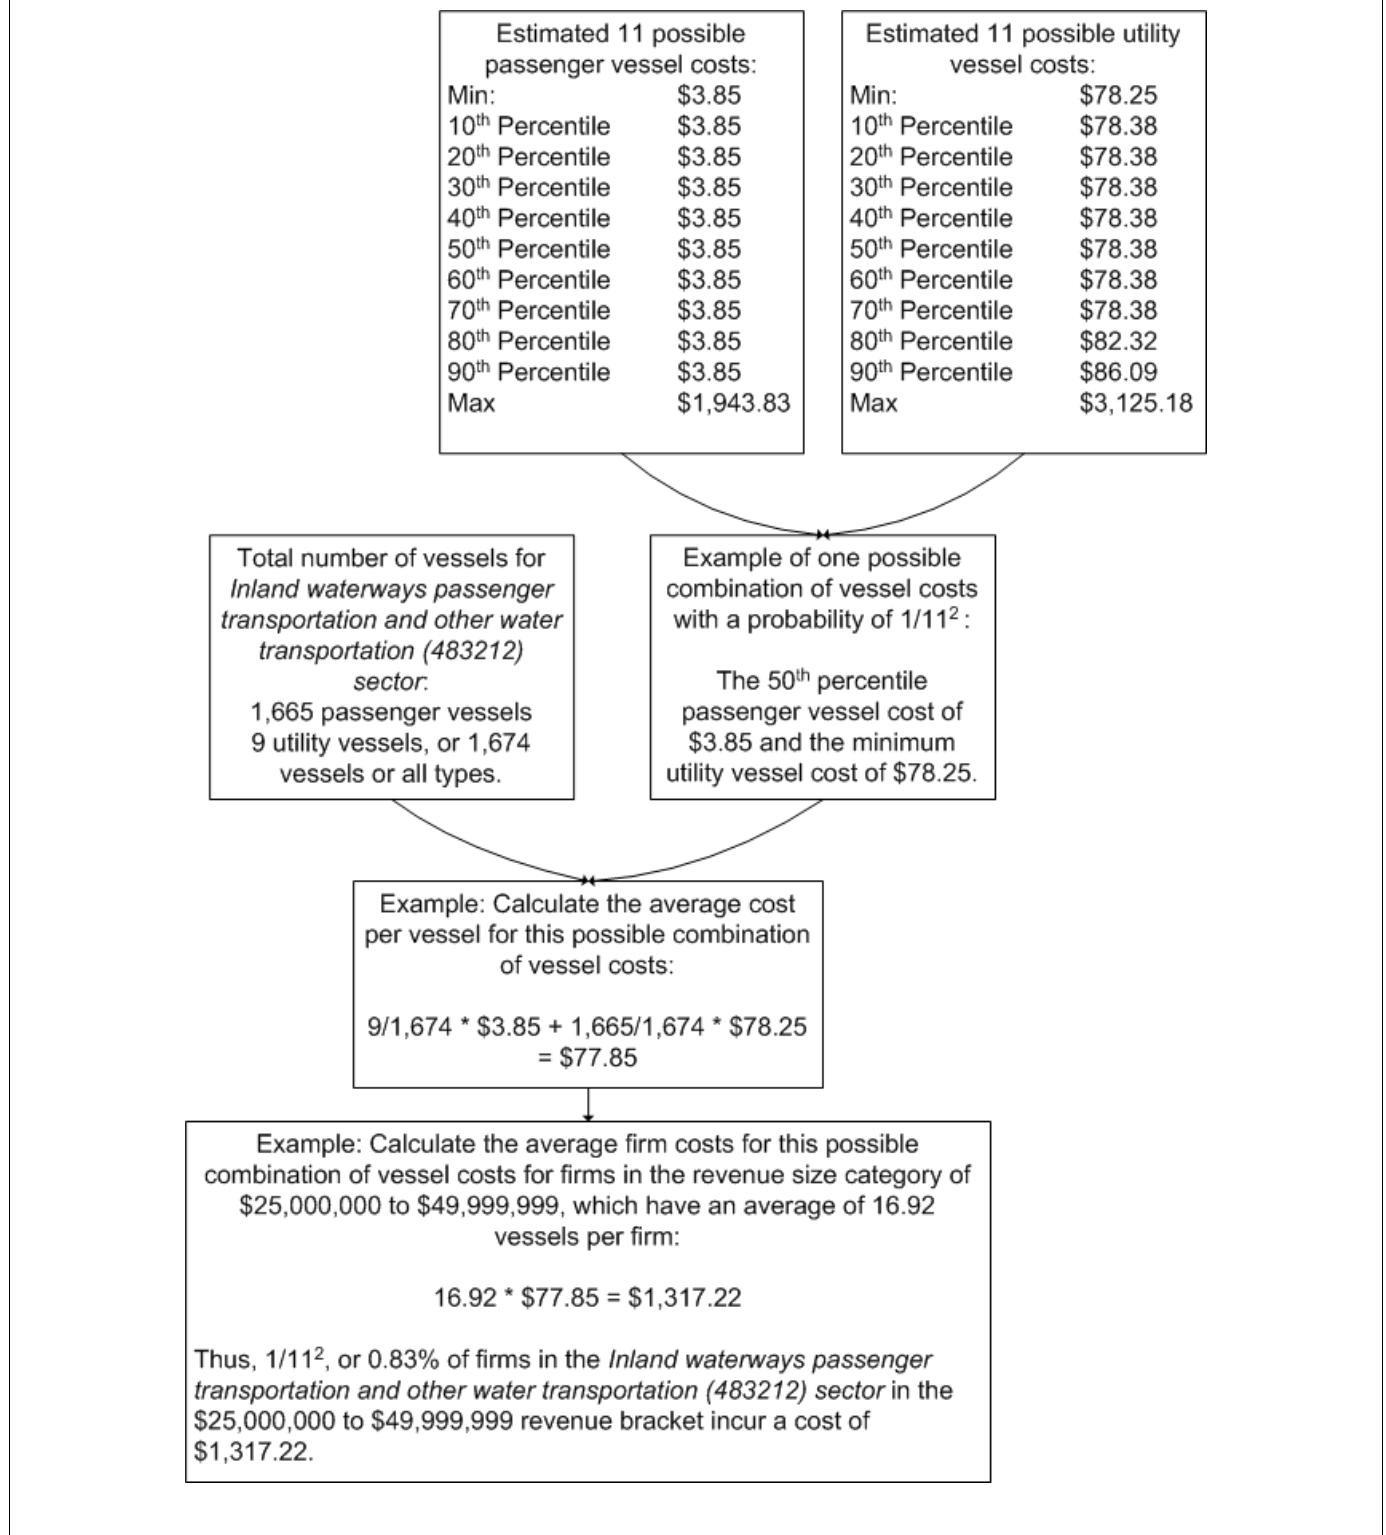 Estimated 11 possible
passenger vessel costs:
Min: $3.85
10th Percentile $3.85
20th Percentile $3.85
30th Percentile $3.85
40th Percentile $3.85
50th Percentile $3.85
60th Percentile $3.85
70th Percentile $3.85
80th Percentile $3.85
90th Percentile $3.85
Max $1,943.83
Estimated 11 possible utility
vessel costs:
Min: $78.25
10th Percentile $78.38
20th Percentile $78.38
30th Percentile $78.38
40th Percentile $78.38
50th Percentile $78.38
60th Percentile $78.38
70th Percentile $78.38
80th Percentile $82.32
90th Percentile $86.09
Max $3,125.18
Total number of vessels for
Inland waterways passenger
transportation and other water
transportation (483212)
sector:
1,665 passenger vessels
9 utility vessels, or 1,674
vessels or all types.
Example of one possible
combination of vessel costs
with a probability of 1/11²:
The 50th percentile
passenger vessel cost of
$3.85 and the minimum
utility vessel cost of $78.25.
Example: Calculate the average cost
per vessel for this possible combination
of vessel costs:
9/1,674 * $3.85 + 1,665/1,674 * $78.25
= $77.85
Example: Calculate the average firm costs for this possible
combination of vessel costs for firms in the revenue size category of
$25,000,000 to $49,999,999, which have an average of 16.92
vessels per firm:
16.92 * $77.85 = $1,317.22
Thus, 1/11², or 0.83% of firms in the Inland waterways passenger
transportation and other water transportation (483212) sector in the
$25,000,000 to $49,999,999 revenue bracket incur a cost of
$1,317.22.